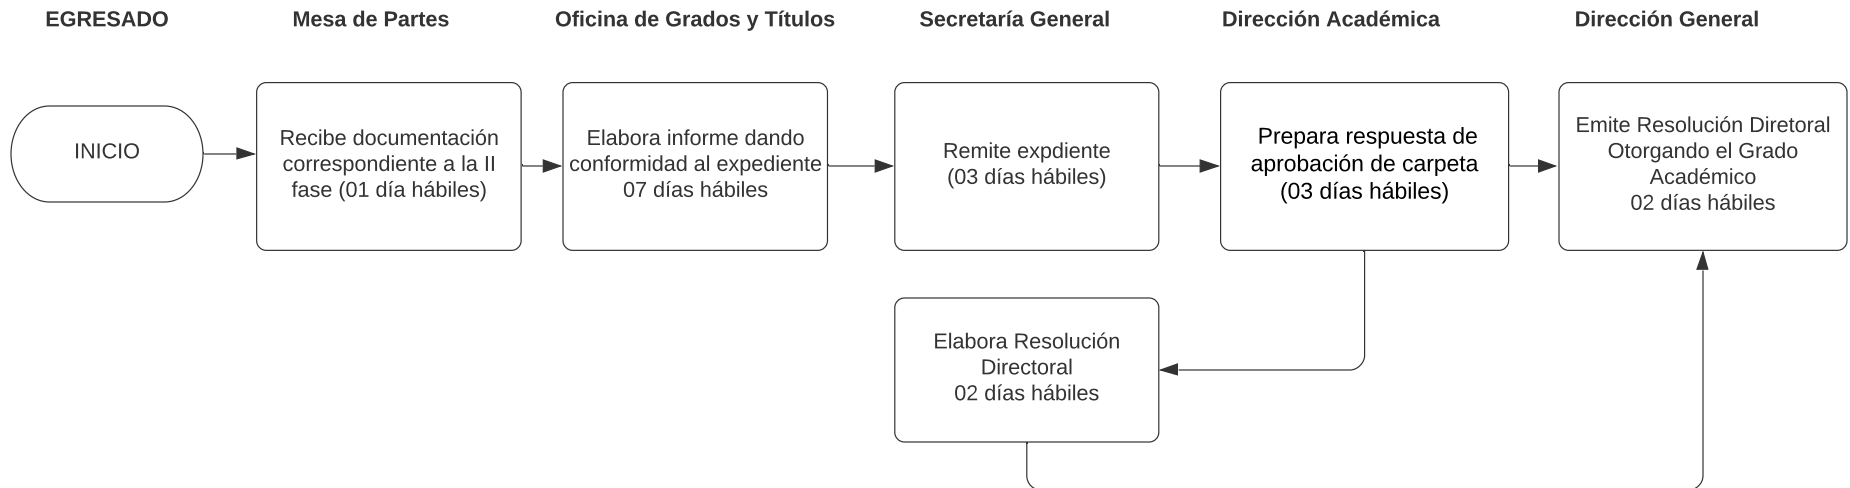 EGRESADO
Mesa de Partes
Oficina de Grados y Títulos
Secretaría General
Dirección Académica
Dirección General
INICIO
Recibe documentación
correspondiente a la II
fase (01 día hábiles)
Elabora informe dando
conformidad al expediente
07 días hábiles
Remite expdiente
(03 días hábiles)
Prepara respuesta de
aprobación de carpeta
(03 días hábiles)
Emite Resolución Diretoral
Otorgando el Grado
Académico
02 días hábiles
Elabora Resolución
Directoral
02 días hábiles